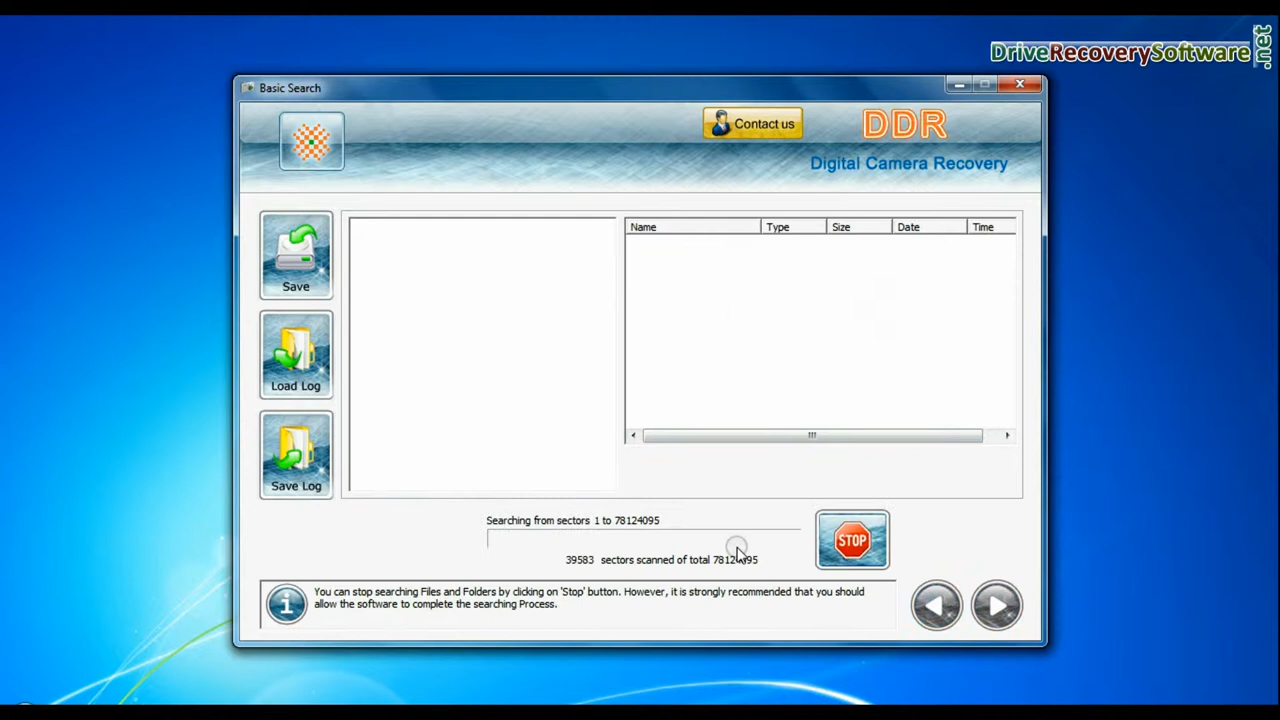 DriveRecoverySoftware.net
Basic Search
Contact us
DDR
Digital Camera Recovery
Save
Load Log
Save Log
Name Type Size Date Time
Searching from sectors 1 to 78124095
39583 sectors scanned of total 78124095
STOP
You can stop searching Files and Folders by clicking on 'Stop' button. However, it is strongly recommended that you should
allow the software to complete the searching Process.